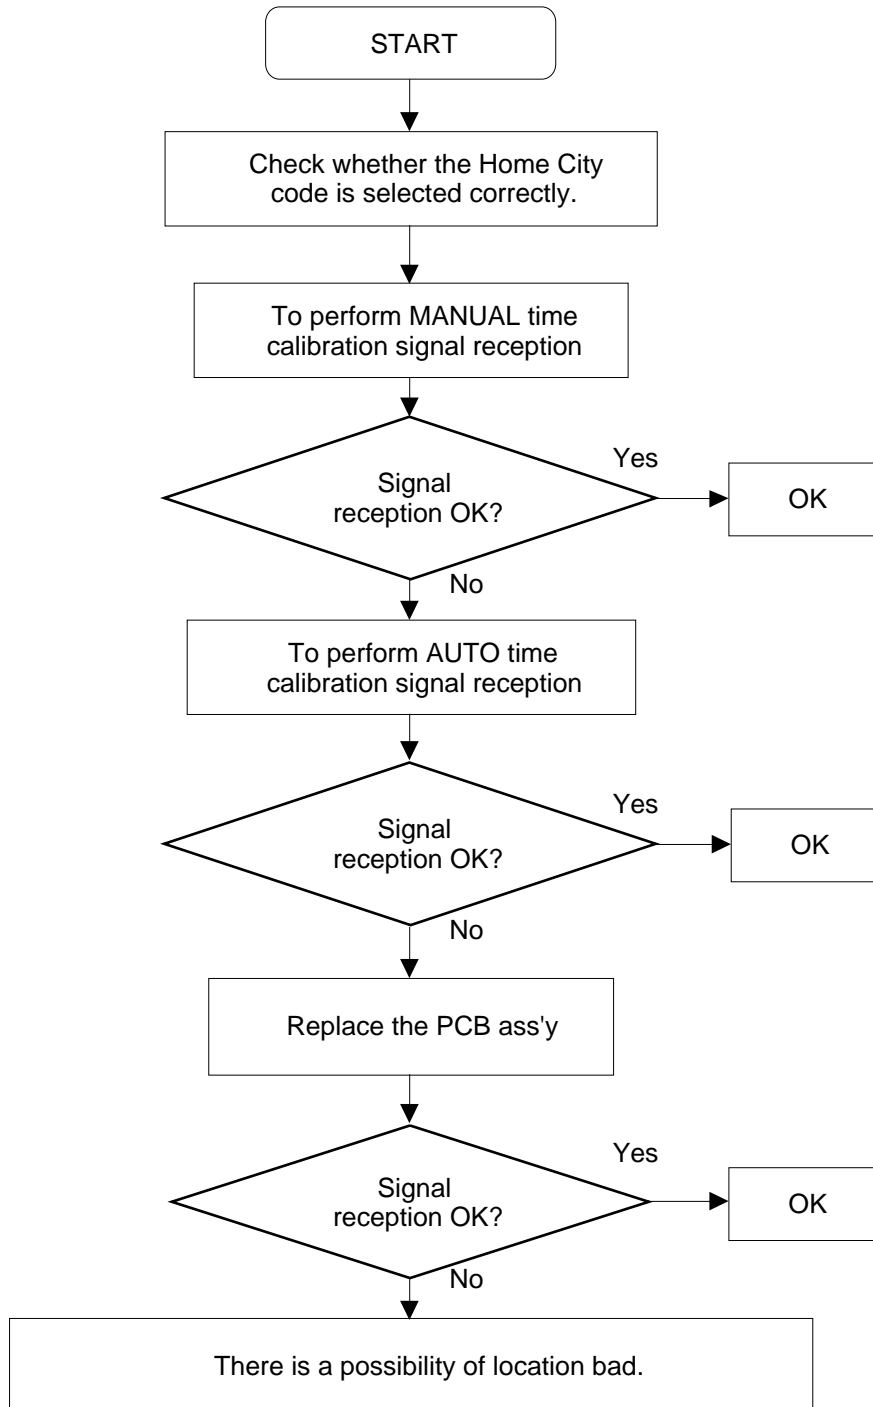 START
Check whether the Home City
code is selected correctly.
To perform MANUAL time
calibration signal reception
Signal
reception OK?
Yes
OK
No
To perform AUTO time
calibration signal reception
Signal
reception OK?
Yes
OK
No
Replace the PCB ass'y
Signal
reception OK?
Yes
OK
No
There is a possibility of location bad.